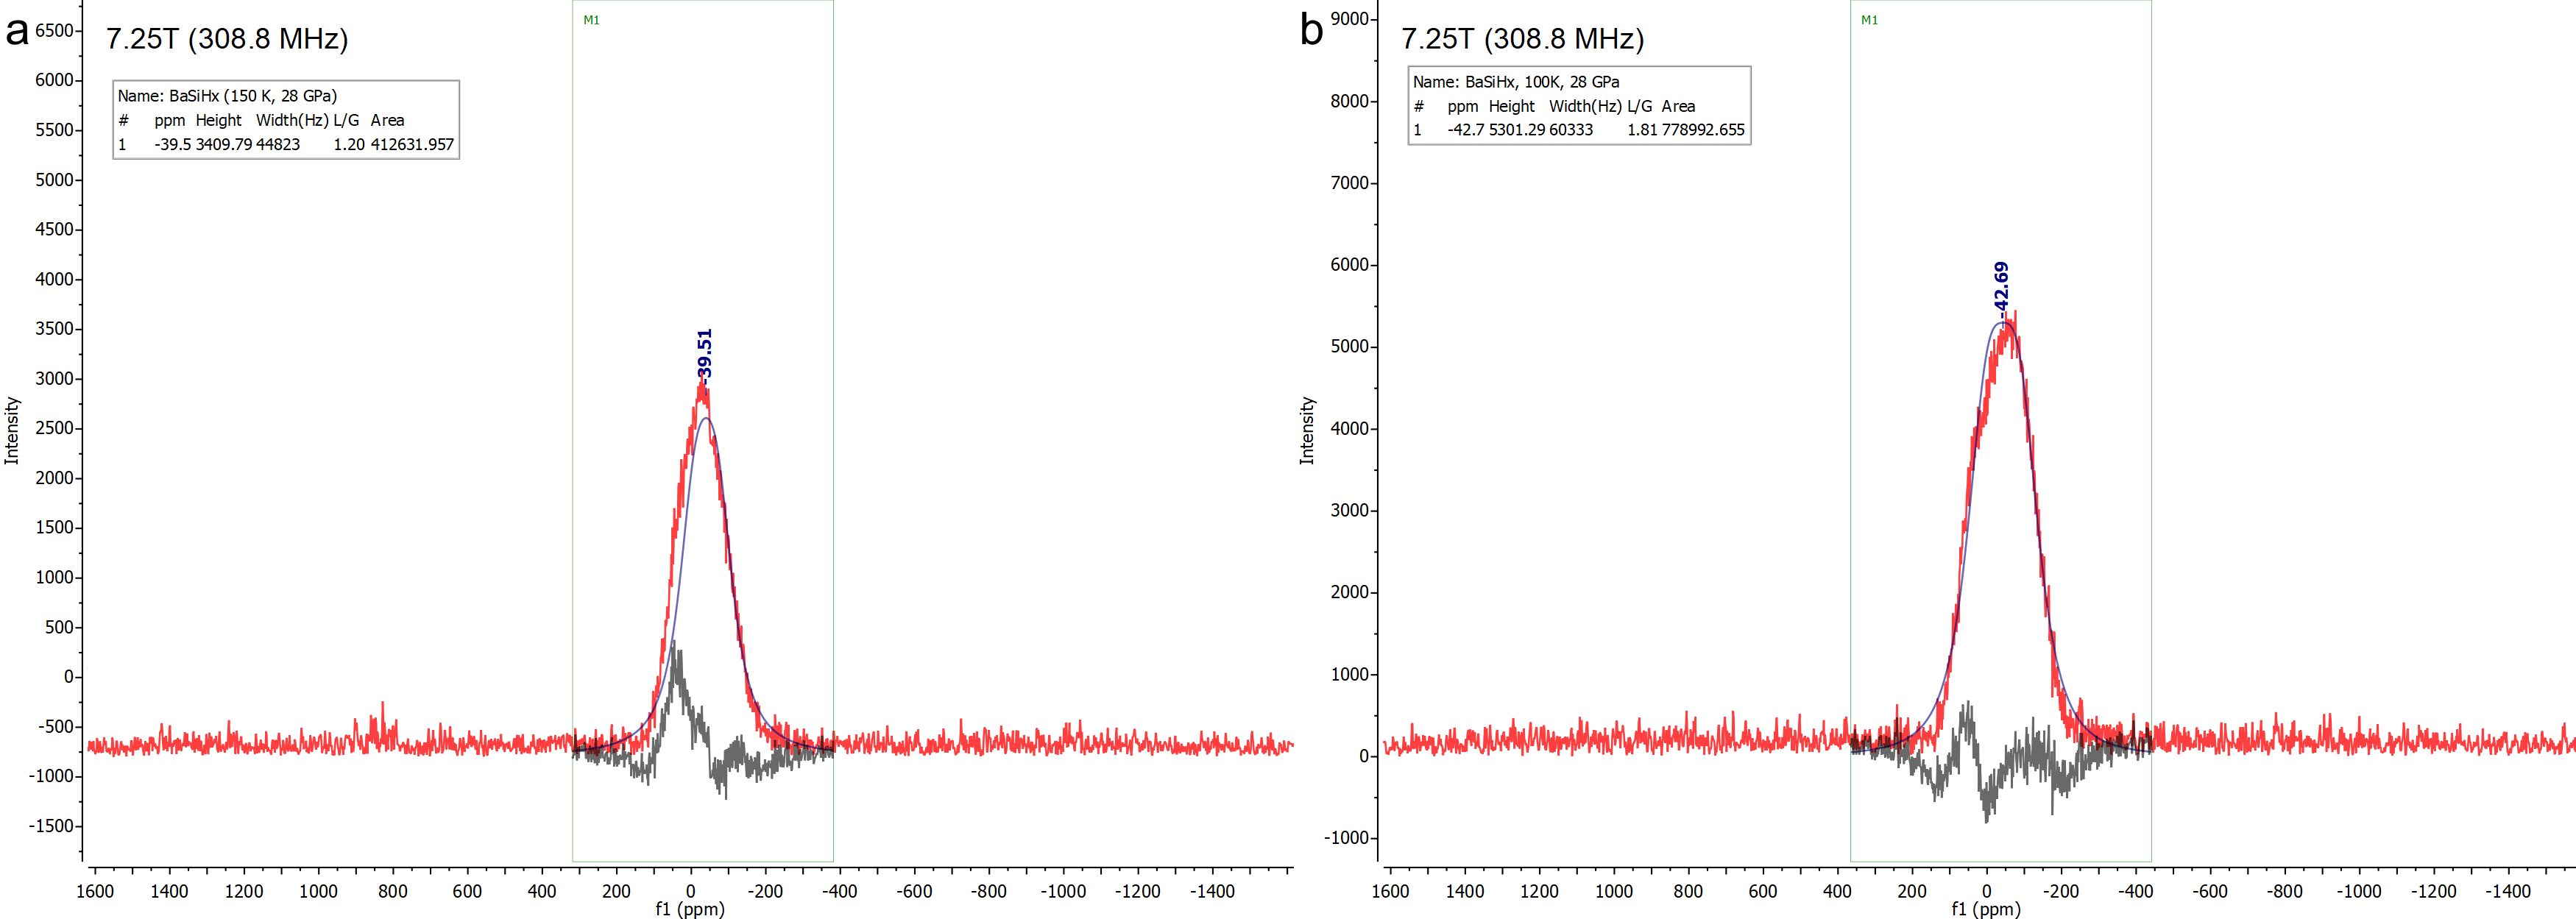 a
7.25T (308.8 MHz)
M1
Name: BaSiHx (150 K, 28 GPa)
# ppm Height Width(Hz) L/G Area
1 -39.5 3409.79 44823 1.20 412631.957
-39.51
6500
6000
5500
5000
4500
4000
3500
3000
2500
2000
1500
1000
500
0
-500
-1000
-1500
Intensity
1600 1400 1200 1000 800 600 400 200 0 -200 -400 -600 -800 -1000 -1200 -1400
f1 (ppm)
b
7.25T (308.8 MHz)
M1
Name: BaSiHx, 100K, 28 GPa
# ppm Height Width(Hz) L/G Area
1 -42.7 5301.29 60333 1.81 778992.655
-42.69
9000
8000
7000
6000
5000
4000
3000
2000
1000
0
-1000
Intensity
1600 1400 1200 1000 800 600 400 200 0 -200 -400 -600 -800 -1000 -1200 -1400
f1 (ppm)